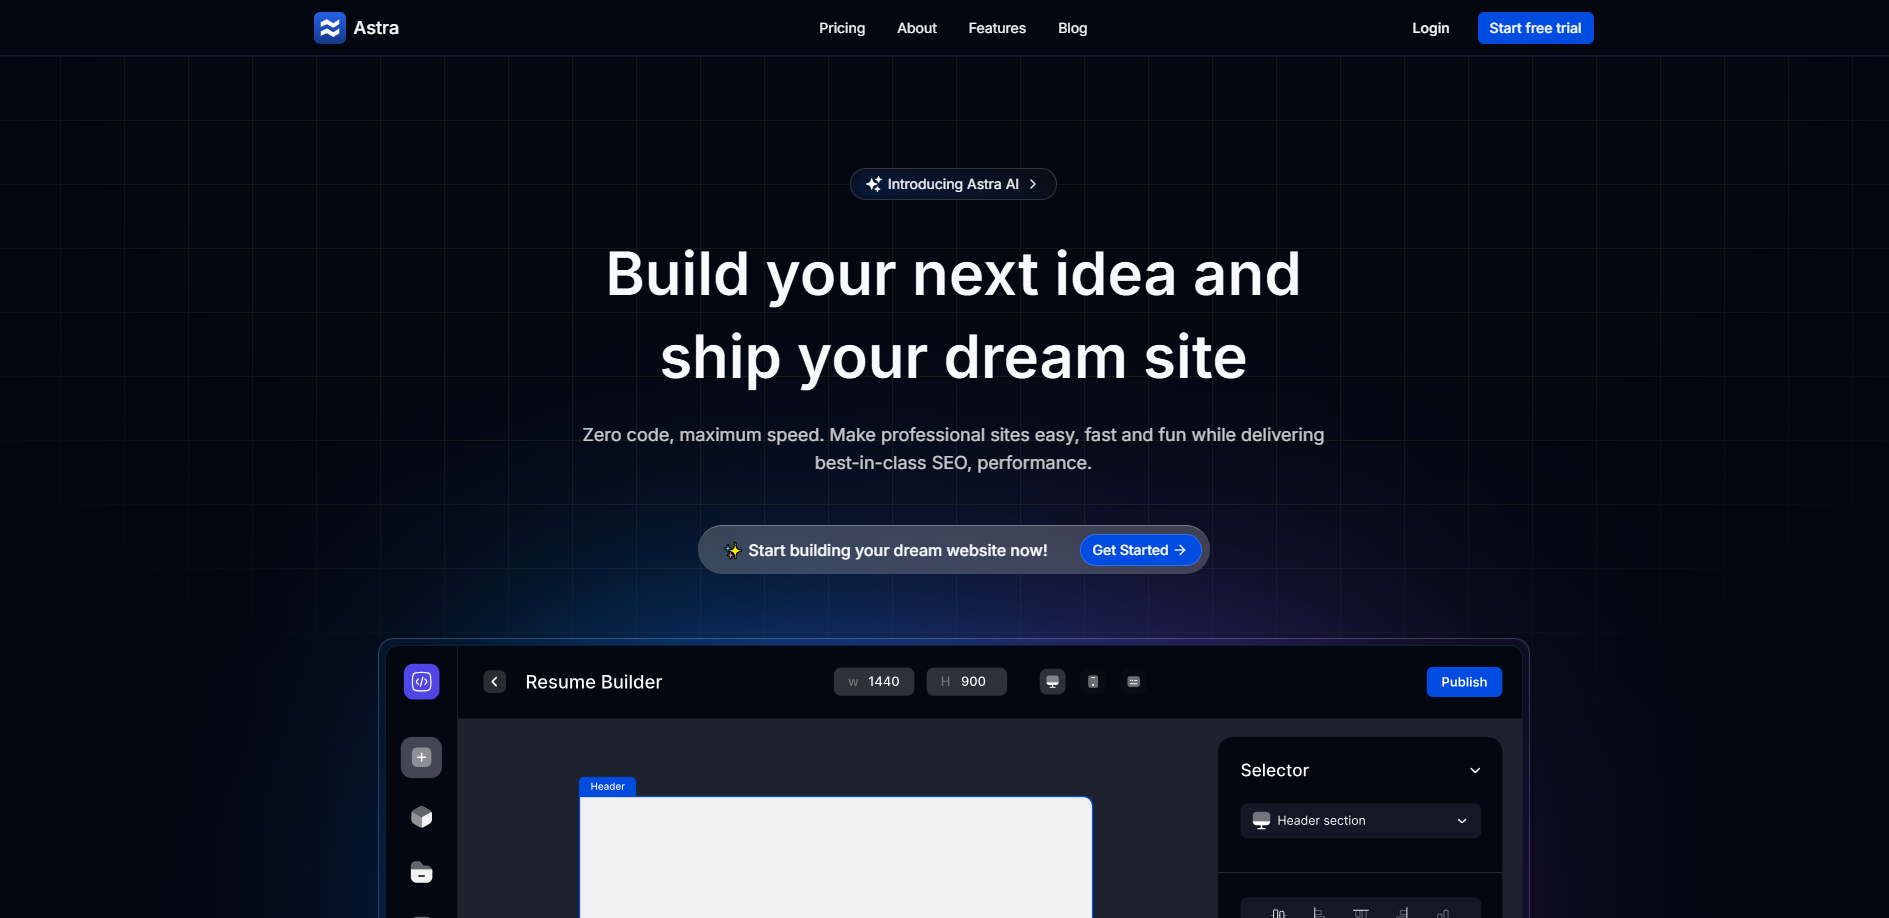 Astra
Pricing
About
Features
Blog
Login
Start free trial
Introducing Astra AI
Build your next idea and
ship your dream site
Zero code, maximum speed. Make professional sites easy, fast and fun while delivering
best-in-class SEO, performance.
✨ Start building your dream website now!
Get Started →
Resume Builder
W 1440
H 900
Publish
Header
Selector
Header section